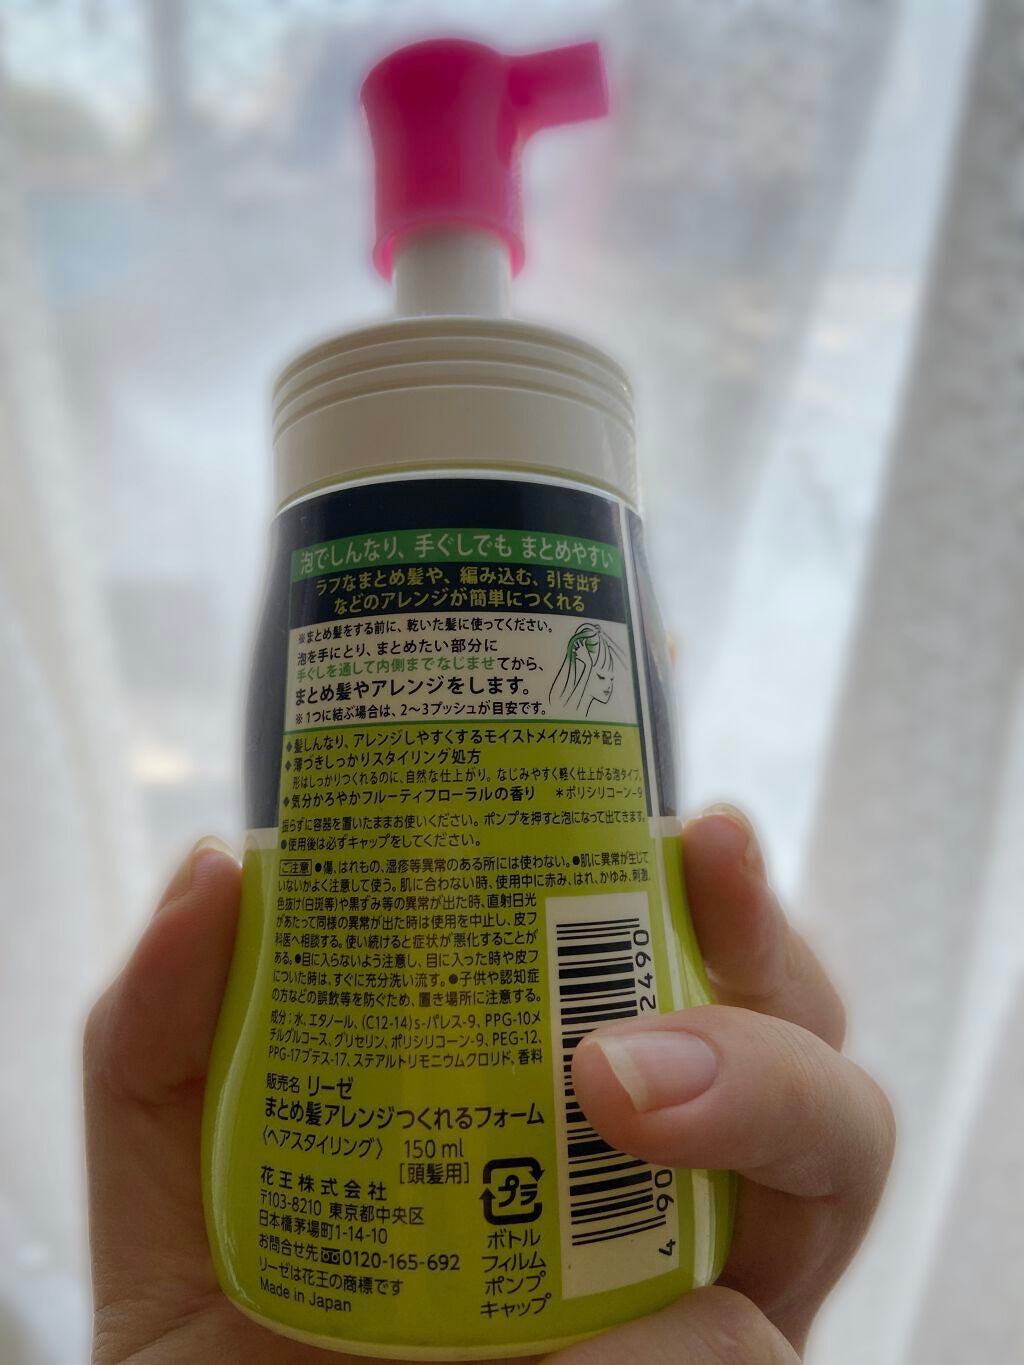 泡でしんなり、手ぐしでも まとめやすい
ラフなまとめ髪や、編み込む、引き出す
などのアレンジが簡単につくれる
※まとめ髪をする前に、乾いた髪に使ってください。
泡を手にとり、まとめたい部分に
手ぐしを通して内側までなじませてから、
まとめ髪やアレンジをします。
※1つに結ぶ場合は、2〜3プッシュが目安です。
◆髪しんなり、アレンジしやすくするモイストメイク成分*配合
◆薄づきしっかりスタイリング処方
形はしっかりつくれるのに、自然な仕上がり。なじみやすく軽く仕上がる泡タイプ。
◆気分かろやかフルーティフローラルの香り *ポリシリコーン-9
振らずに容器を置いたままお使いください。ポンプを押すと泡になって出てきます。
●使用後は必ずキャップをしてください。
ご注意 ●傷、はれもの、湿疹等異常のある所には使わない。●肌に異常が生じて
いないかよく注意して使う。肌に合わない時、使用中に赤み、はれ、かゆみ、刺激、
色抜け(白斑等)や黒ずみ等の異常が出た時、直射日光
があたって同様の異常が出た時は使用を中止し、皮フ
科医へ相談する。使い続けると症状が悪化することが
ある。●目に入らないよう注意し、目に入った時や皮フ
についた時は、すぐに充分洗い流す。●子供や認知症
の方などの誤飲等を防ぐため、置き場所に注意する。
成分：水、エタノール、(C12-14)s-パレス-9、PPG-10メ
チルグルコース、グリセリン、ポリシリコーン-9、PEG-12、
PPG-17ブテス-17、ステアルトリモニウムクロリド、香料
販売名 リーゼ
まとめ髪アレンジつくれるフォーム
〈ヘアスタイリング〉 150 ml
[頭髪用]
花王株式会社
〒103-8210 東京都中央区
日本橋茅場町1-14-10
お問合せ先 0120-165-692
リーゼは花王の商標です
Made in Japan
プラ
ボトル
フィルム
ポンプ
キャップ